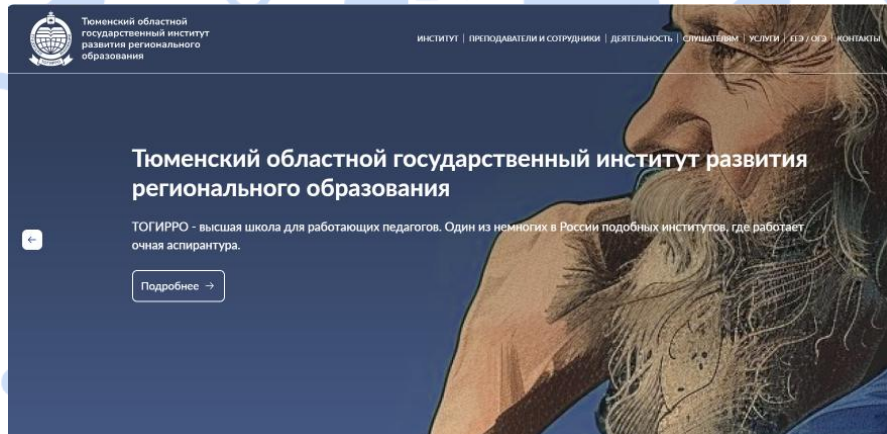 Тюменский областной
государственный институт
развития регионального
образования
ИНСТИТУТ | ПРЕПОДАВАТЕЛИ И СОТРУДНИКИ | ДЕЯТЕЛЬНОСТЬ | СЛУШАТЕЛЯМ | УСЛУГИ | ЕГЭ / ОГЭ | КОНТАКТЫ
Тюменский областной государственный институт развития
регионального образования
ТОГИРРО - высшая школа для работающих педагогов. Один из немногих в России подобных институтов, где работает
очная аспирантура.
Подробнее →